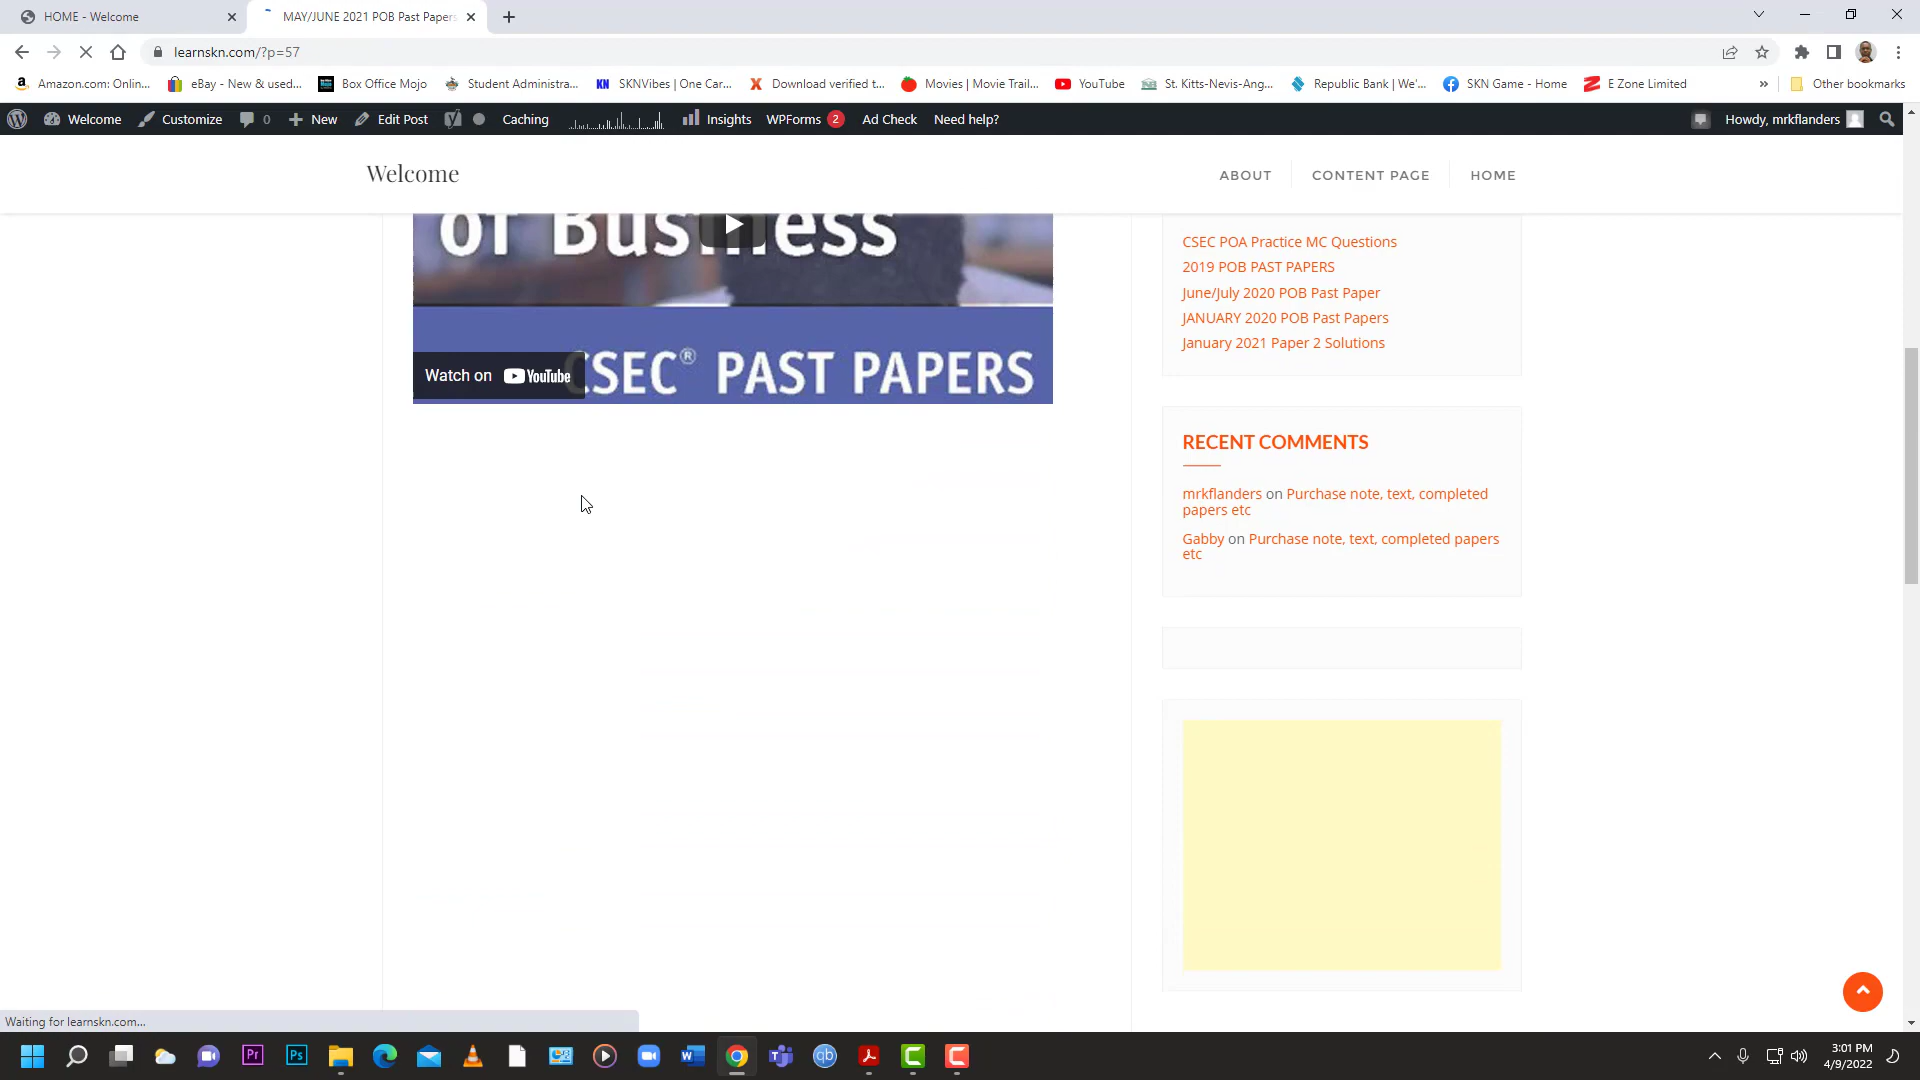 HOME - Welcome
MAY/JUNE 2021 POB Past Papers
learnskn.com/?p=57
Amazon.com: Onlin...
eBay - New & used...
Box Office Mojo
Student Administra...
SKNVibes | One Car...
Download verified t...
Movies | Movie Trail...
YouTube
St. Kitts-Nevis-Ang...
Republic Bank | We'...
SKN Game - Home
E Zone Limited
Other bookmarks
Welcome
Customize
0
New
Edit Post
Caching
Insights
WPForms 2
Ad Check
Need help?
Howdy, mrkflanders
Welcome
ABOUT
CONTENT PAGE
HOME
of Business
CSEC® PAST PAPERS
Watch on YouTube
CSEC POA Practice MC Questions
2019 POB PAST PAPERS
June/July 2020 POB Past Paper
JANUARY 2020 POB Past Papers
January 2021 Paper 2 Solutions
RECENT COMMENTS
mrkflanders on Purchase note, text, completed
papers etc
Gabby on Purchase note, text, completed papers
etc
Waiting for learnskn.com...
Pr
Ps
qb
3:01 PM
4/9/2022